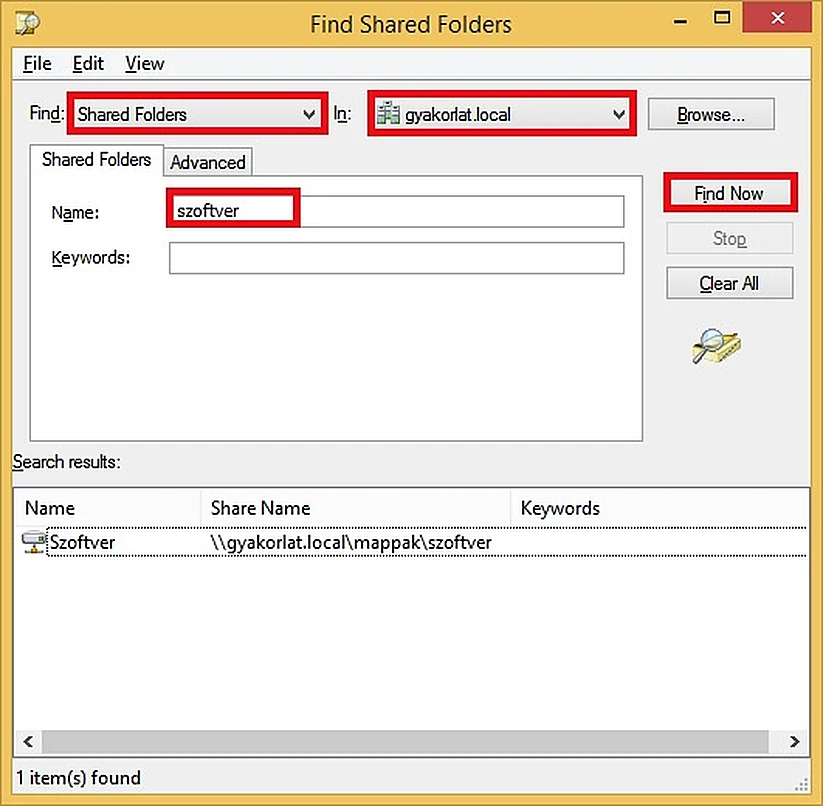 Find Shared Folders
File Edit View
Find: Shared Folders In: gyakorlat.local Browse...
Shared Folders Advanced
Name: szoftver Find Now
Stop
Keywords:
Clear All
Search results:
Name Share Name Keywords
Szoftver \\gyakorlat.local\mappak\szoftver
1 item(s) found